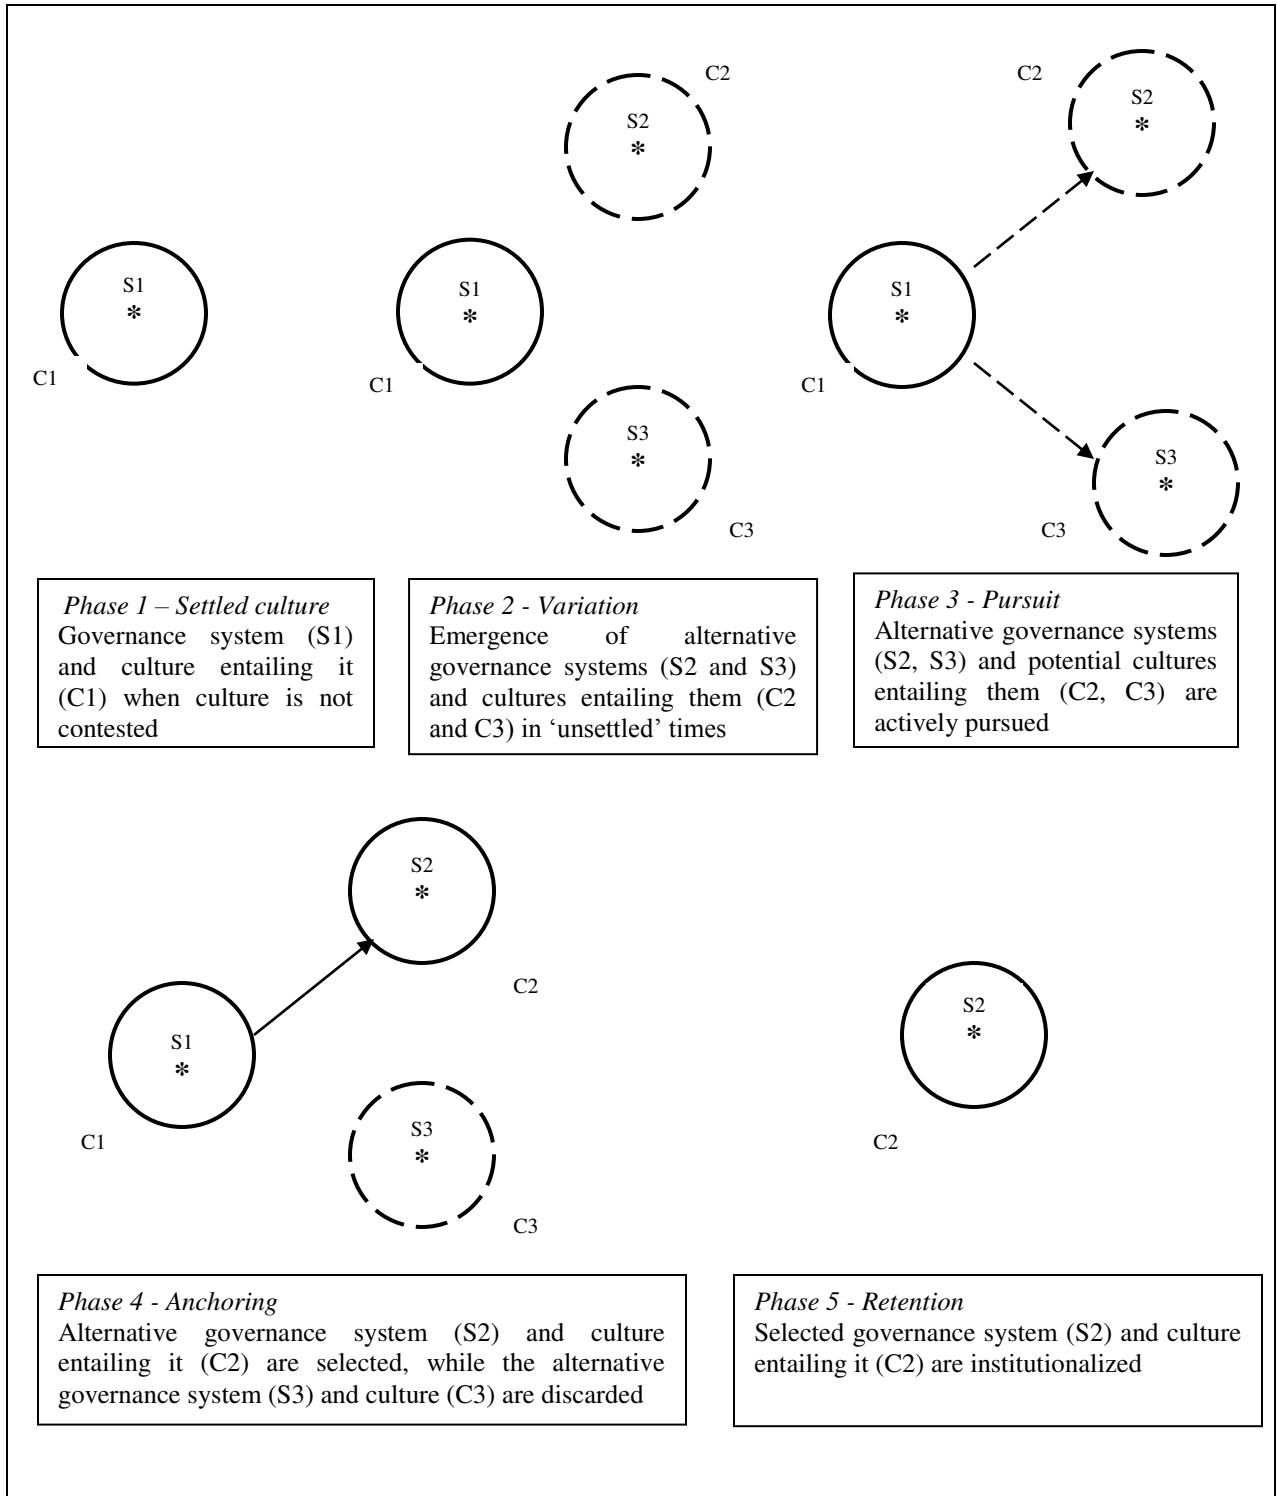 C2
S2
*
C2
S2
*
S1
*
C1
S1
*
C1
S1
*
C1
S3
*
C3
S3
*
C3
Phase 1 – Settled culture
Governance system (S1)
and culture entailing it
(C1) when culture is not
contested
Phase 2 - Variation
Emergence of alternative
governance systems (S2 and S3)
and cultures entailing them (C2
and C3) in ‘unsettled’ times
Phase 3 - Pursuit
Alternative governance systems
(S2, S3) and potential cultures
entailing them (C2, C3) are
actively pursued
S2
*
C2
S1
*
C1
S3
*
C3
S2
*
C2
Phase 4 - Anchoring
Alternative governance system (S2) and culture
entailing it (C2) are selected, while the alternative
governance system (S3) and culture (C3) are discarded
Phase 5 - Retention
Selected governance system (S2) and culture
entailing it (C2) are institutionalized